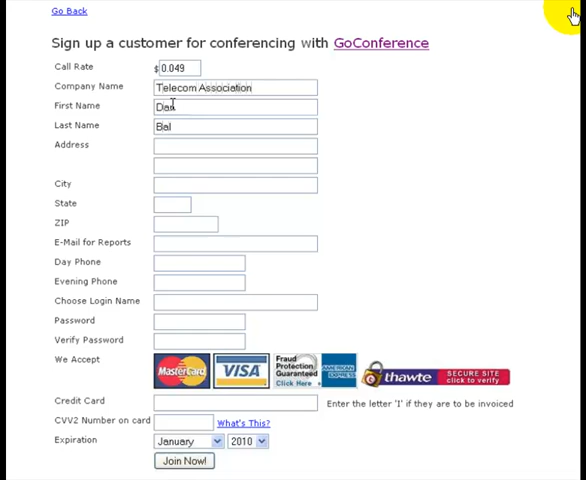 Go Back
Sign up a customer for conferencing with GoConference
Call Rate $ 0.049
Company Name Telecom Association
First Name Dan
Last Name Bal
Address
City
State
ZIP
E-Mail for Reports
Day Phone
Evening Phone
Choose Login Name
Password
Verify Password
We Accept MasterCard VISA Fraud Protection Guaranteed Click Here AMERICAN EXPRESS thawte SECURE SITE click to verify
Credit Card Enter the letter 'I' if they are to be invoiced
CVV2 Number on card What's This?
Expiration January 2010
Join Now!